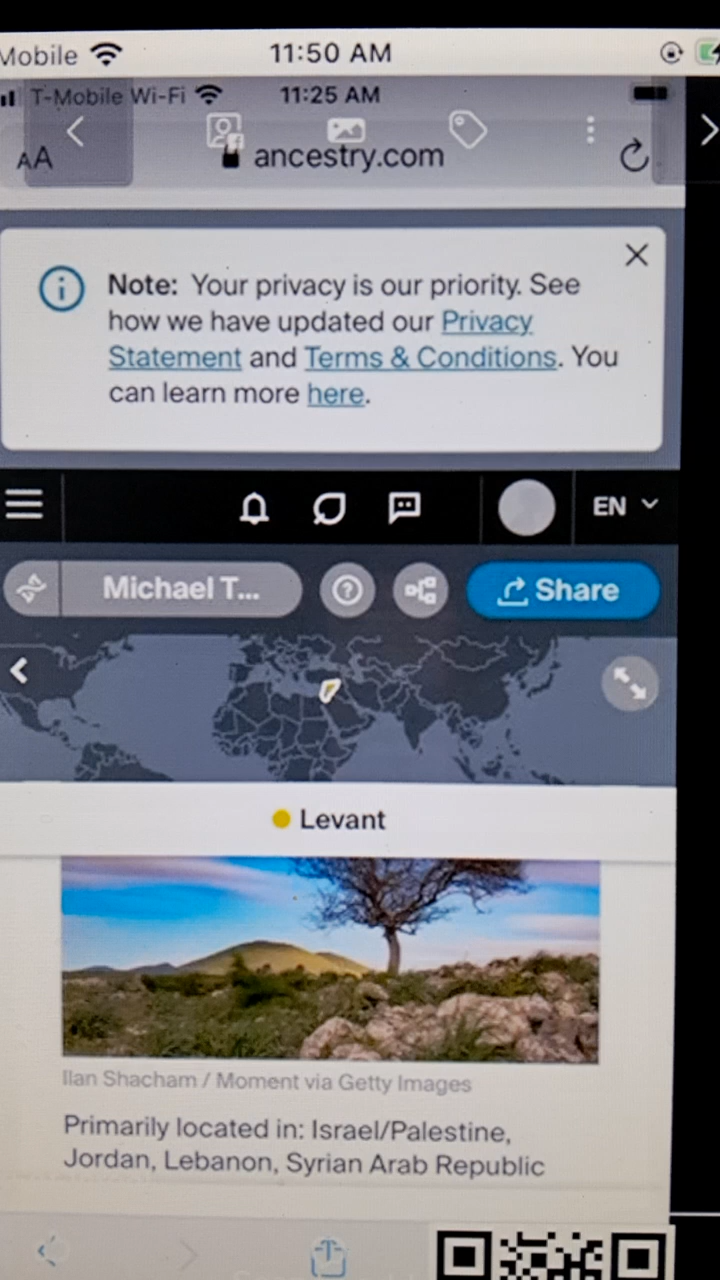 Mobile 11:50 AM
T-Mobile Wi-Fi 11:25 AM
AA ancestry.com
Note: Your privacy is our priority. See
how we have updated our Privacy
Statement and Terms & Conditions. You
can learn more here.
EN
Michael T... ? Share
Levant
Ilan Shacham / Moment via Getty Images
Primarily located in: Israel/Palestine,
Jordan, Lebanon, Syrian Arab Republic